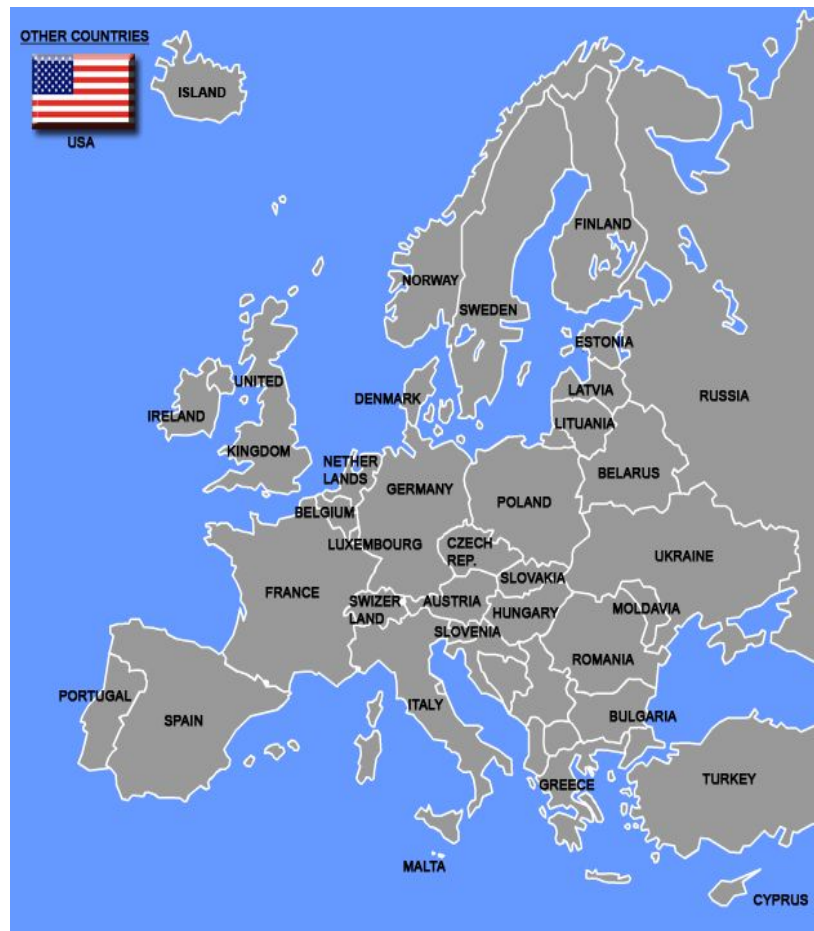 OTHER COUNTRIES
USA
ISLAND
FINLAND
NORWAY
SWEDEN
ESTONIA
UNITED
LATVIA
RUSSIA
DENMARK
IRELAND
LITUANIA
KINGDOM
NETHER
LANDS
BELARUS
GERMANY
POLAND
BELGIUM
LUXEMBOURG
CZECH
REP.
UKRAINE
SLOVAKIA
FRANCE
SWIZER
LAND
AUSTRIA
HUNGARY
MOLDAVIA
SLOVENIA
ROMANIA
PORTUGAL
SPAIN
ITALY
BULGARIA
GREECE
TURKEY
MALTA
CYPRUS